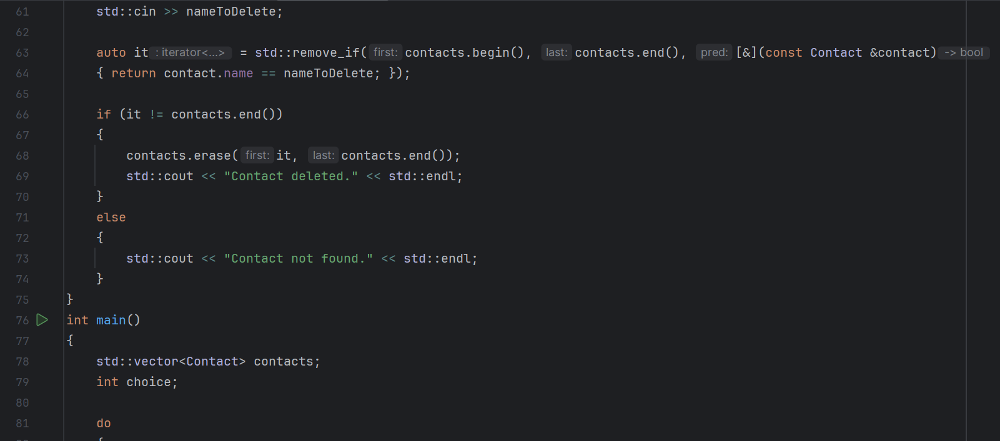 61 std::cin >> nameToDelete;
62
63 auto it : iterator<...> = std::remove_if( first: contacts.begin(), last: contacts.end(), pred: [&](const Contact &contact) -> bool
64 { return contact.name == nameToDelete; });
65
66 if (it != contacts.end())
67 {
68 contacts.erase( first: it, last: contacts.end());
69 std::cout << "Contact deleted." << std::endl;
70 }
71 else
72 {
73 std::cout << "Contact not found." << std::endl;
74 }
75 }
76 int main()
77 {
78 std::vector<Contact> contacts;
79 int choice;
80
81 do